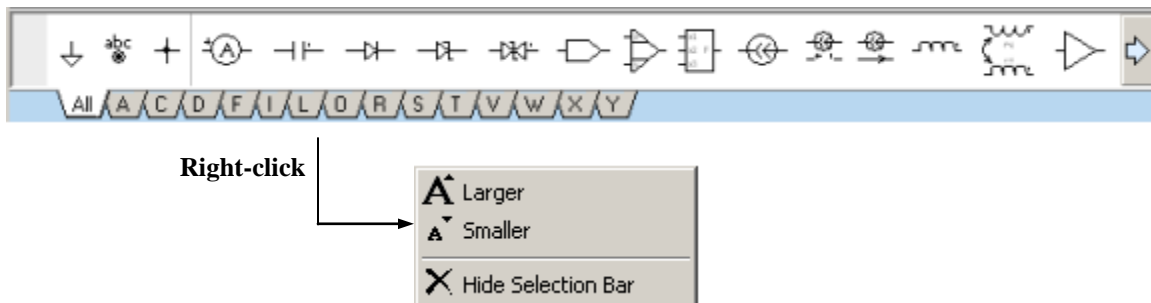 abc
A
All A C D F I L O R S T V W X Y
Right-click
Larger
Smaller
Hide Selection Bar